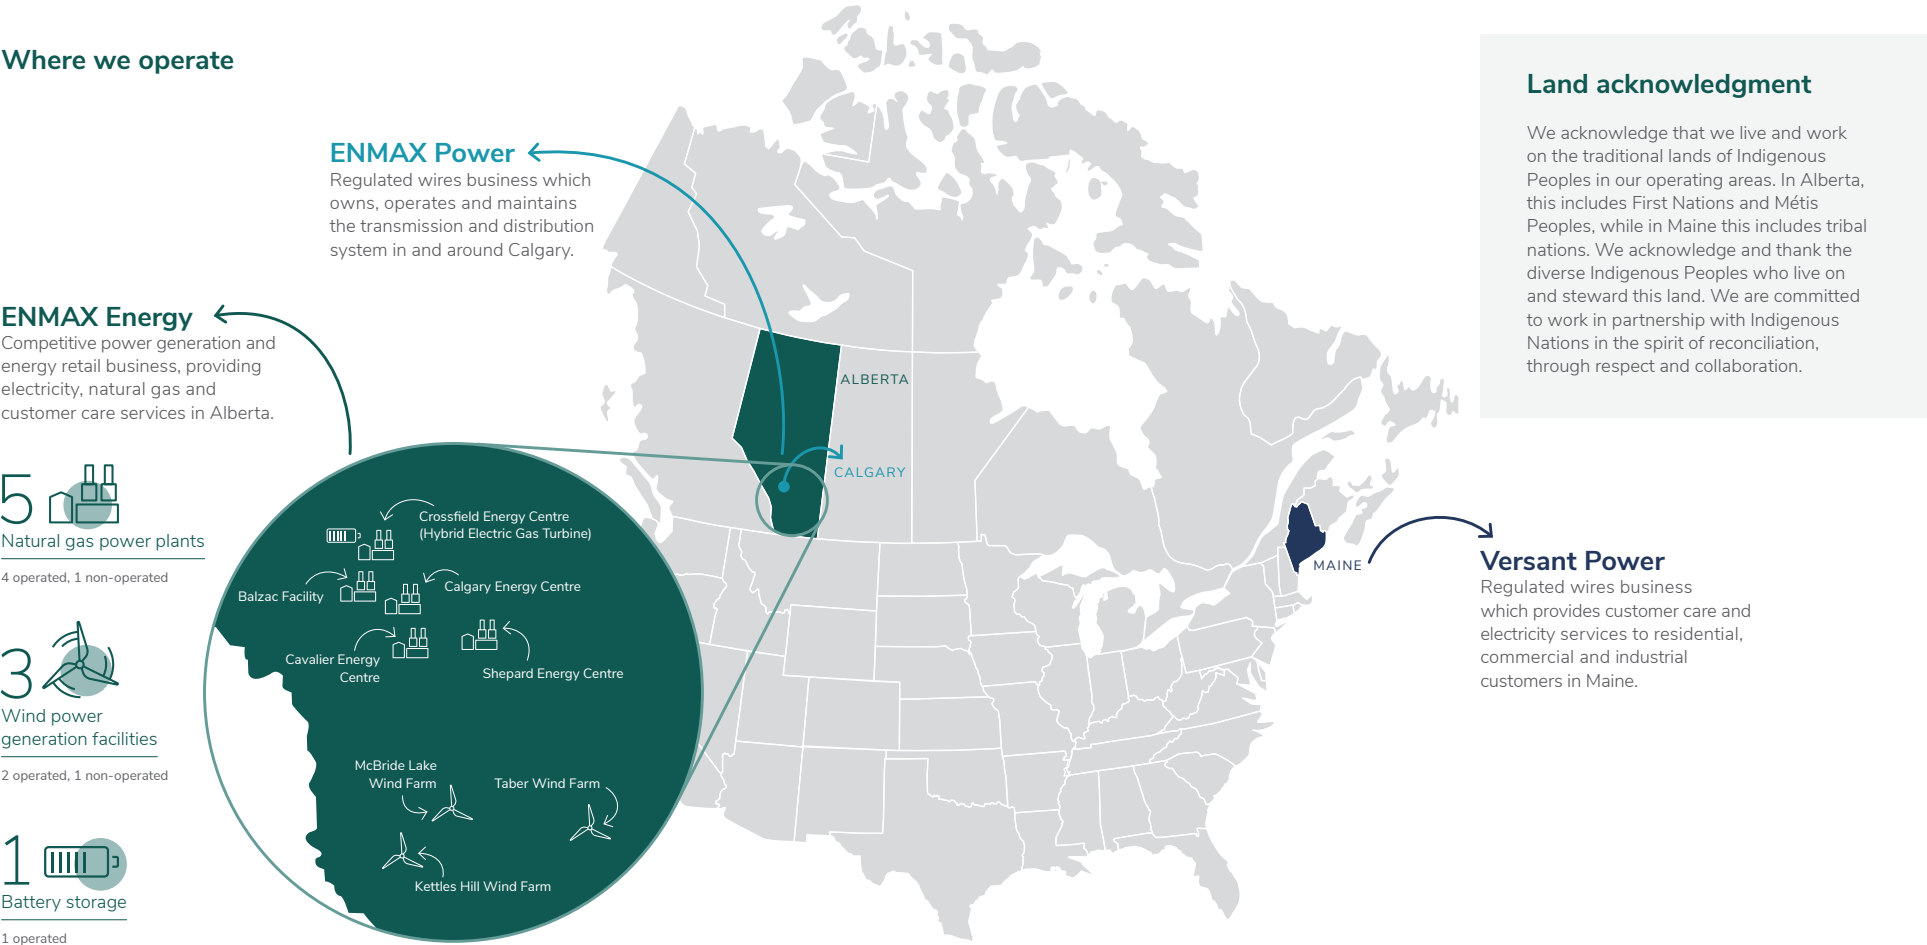 Where we operate
ENMAX Power
Regulated wires business which
owns, operates and maintains
the transmission and distribution
system in and around Calgary.
ENMAX Energy
Competitive power generation and
energy retail business, providing
electricity, natural gas and
customer care services in Alberta.
5
Natural gas power plants
4 operated, 1 non-operated
3
Wind power
generation facilities
2 operated, 1 non-operated
1
Battery storage
1 operated
Crossfield Energy Centre
(Hybrid Electric Gas Turbine)
Balzac Facility
Calgary Energy Centre
Cavalier Energy
Centre
Shepard Energy Centre
McBride Lake
Wind Farm
Taber Wind Farm
Kettles Hill Wind Farm
ALBERTA
CALGARY
MAINE
Versant Power
Regulated wires business
which provides customer care and
electricity services to residential,
commercial and industrial
customers in Maine.
Land acknowledgment
We acknowledge that we live and work
on the traditional lands of Indigenous
Peoples in our operating areas. In Alberta,
this includes First Nations and Métis
Peoples, while in Maine this includes tribal
nations. We acknowledge and thank the
diverse Indigenous Peoples who live on
and steward this land. We are committed
to work in partnership with Indigenous
Nations in the spirit of reconciliation,
through respect and collaboration.